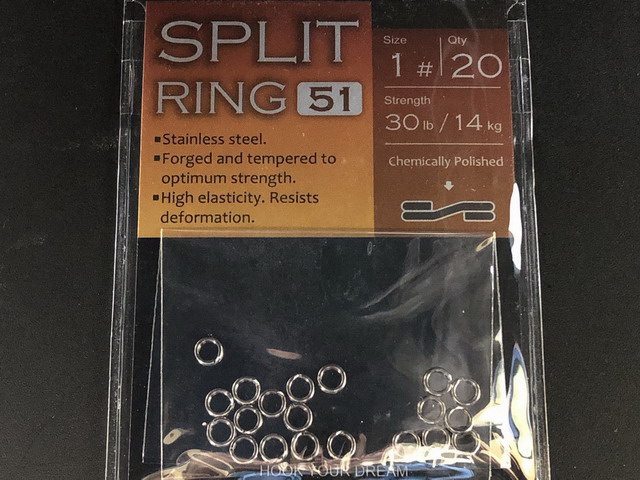 SPLIT
RING 51
▪Stainless steel.
▪Forged and tempered to
optimum strength.
▪High elasticity. Resists
deformation.
Size Qty
1 # 20
Strength
30 lb / 14 kg
Chemically Polished
HOOK YOUR DREAM